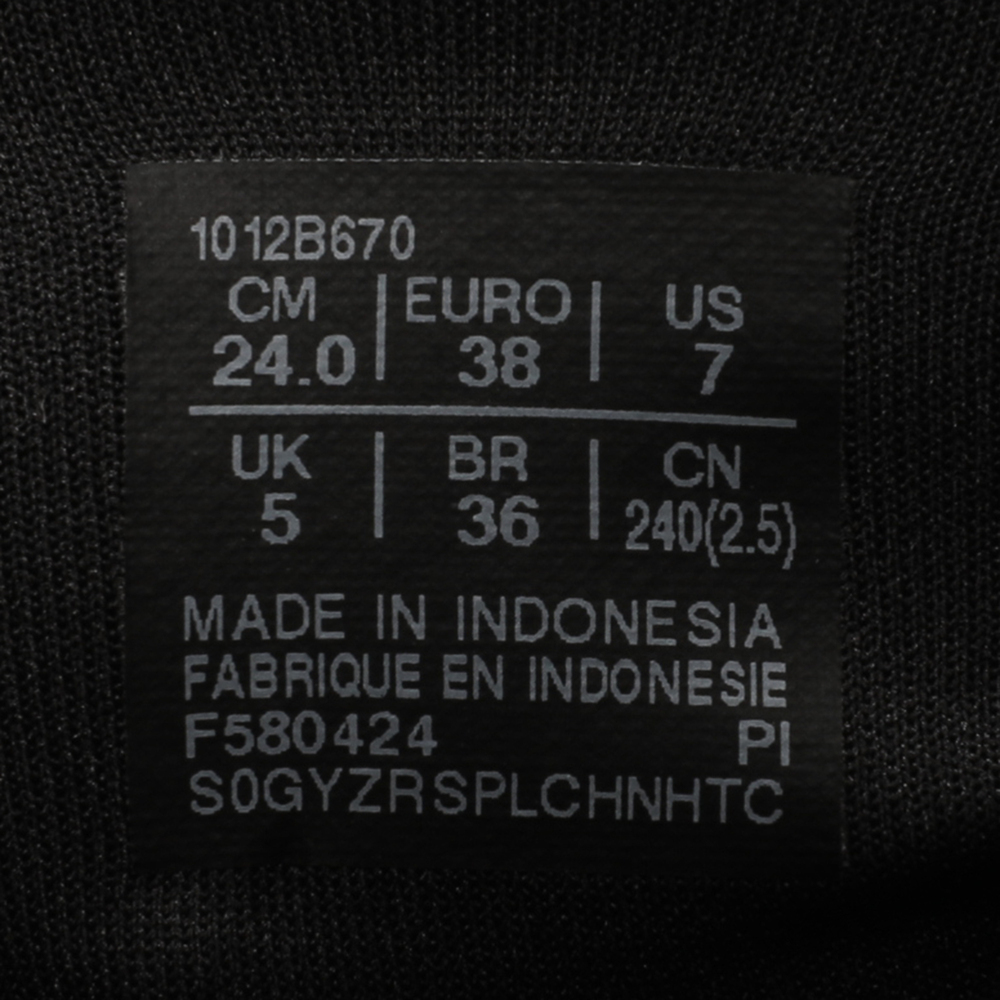 1012B670
CM | EURO | US
24.0 | 38 | 7
UK | BR | CN
5 | 36 | 240(2.5)
MADE IN INDONESIA
FABRIQUE EN INDONESIE
F580424 PI
S0GYZRSPLCHNHTC